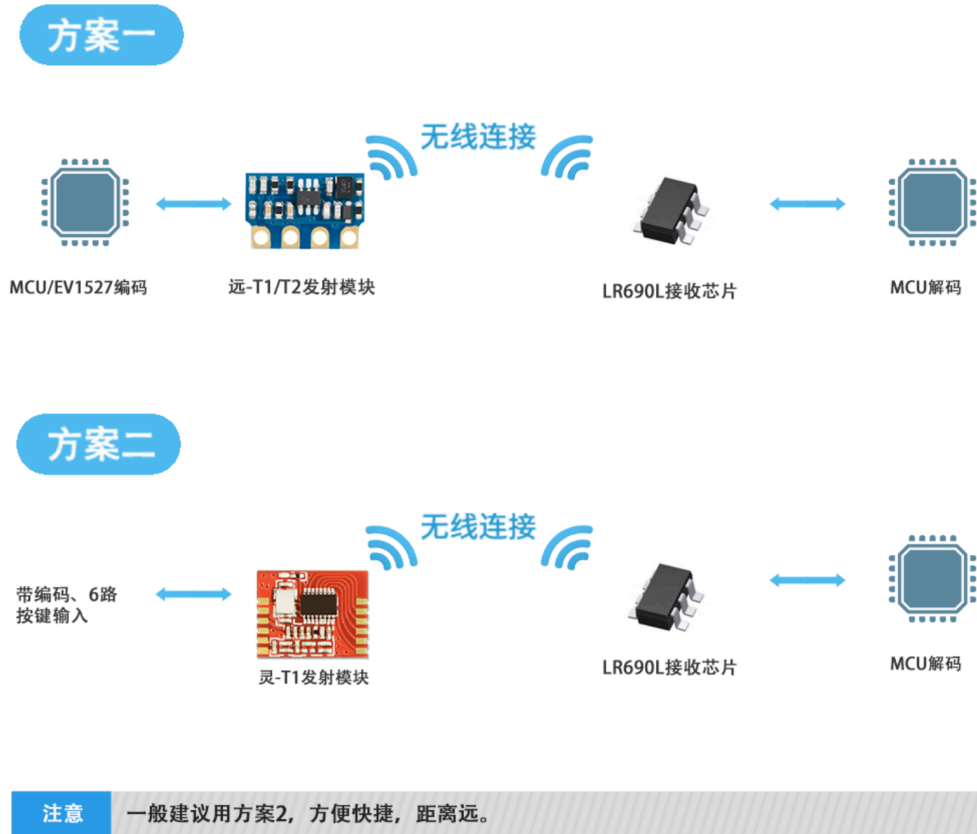 方案一
无线连接
MCU/EV1527编码
远-T1/T2发射模块
LR690L接收芯片
MCU解码
方案二
无线连接
带编码、6路
按键输入
灵-T1发射模块
LR690L接收芯片
MCU解码
注意
一般建议用方案2，方便快捷，距离远。